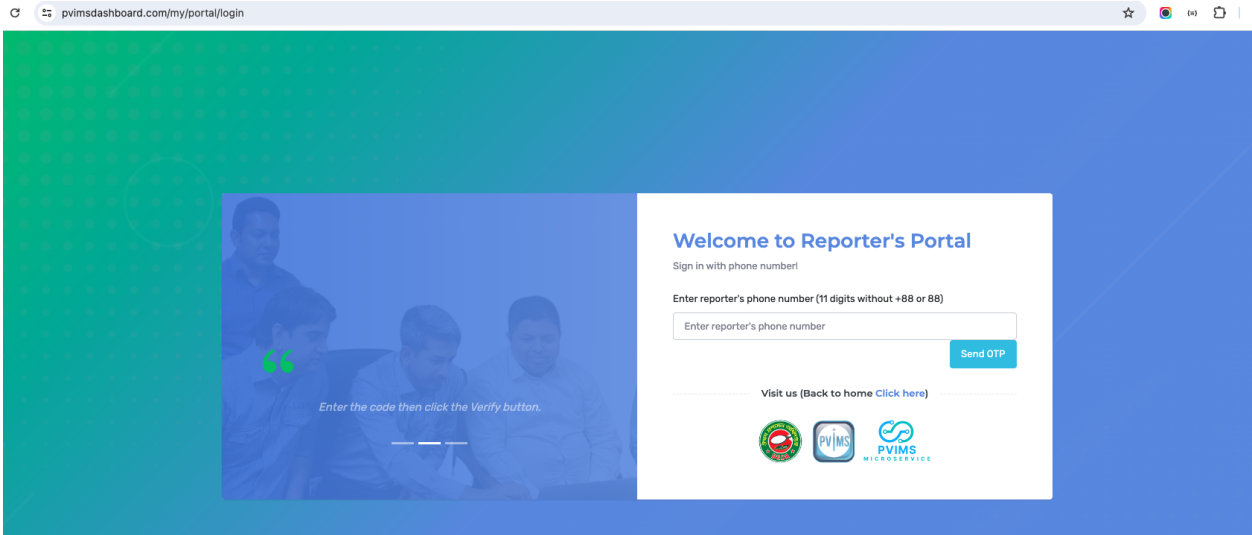 pvimsdashboard.com/my/portal/login
Welcome to Reporter's Portal
Sign in with phone number!
Enter reporter's phone number (11 digits without +88 or 88)
Enter reporter's phone number
Send OTP
Enter the code then click the Verify button.
Visit us (Back to home Click here)
PViMS
PVIMS
MICROSERVICE